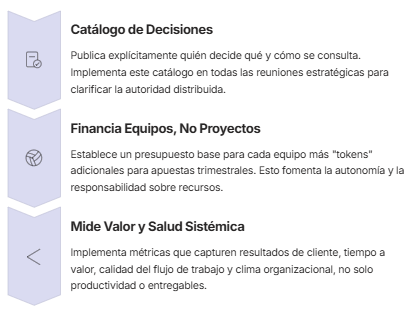 Catálogo de Decisiones
Publica explícitamente quién decide qué y cómo se consulta.
Implementa este catálogo en todas las reuniones estratégicas para
clarificar la autoridad distribuida.
Financia Equipos, No Proyectos
Establece un presupuesto base para cada equipo más "tokens"
adicionales para apuestas trimestrales. Esto fomenta la autonomía y la
responsabilidad sobre recursos.
Mide Valor y Salud Sistémica
Implementa métricas que capturen resultados de cliente, tiempo a
valor, calidad del flujo de trabajo y clima organizacional, no solo
productividad o entregables.